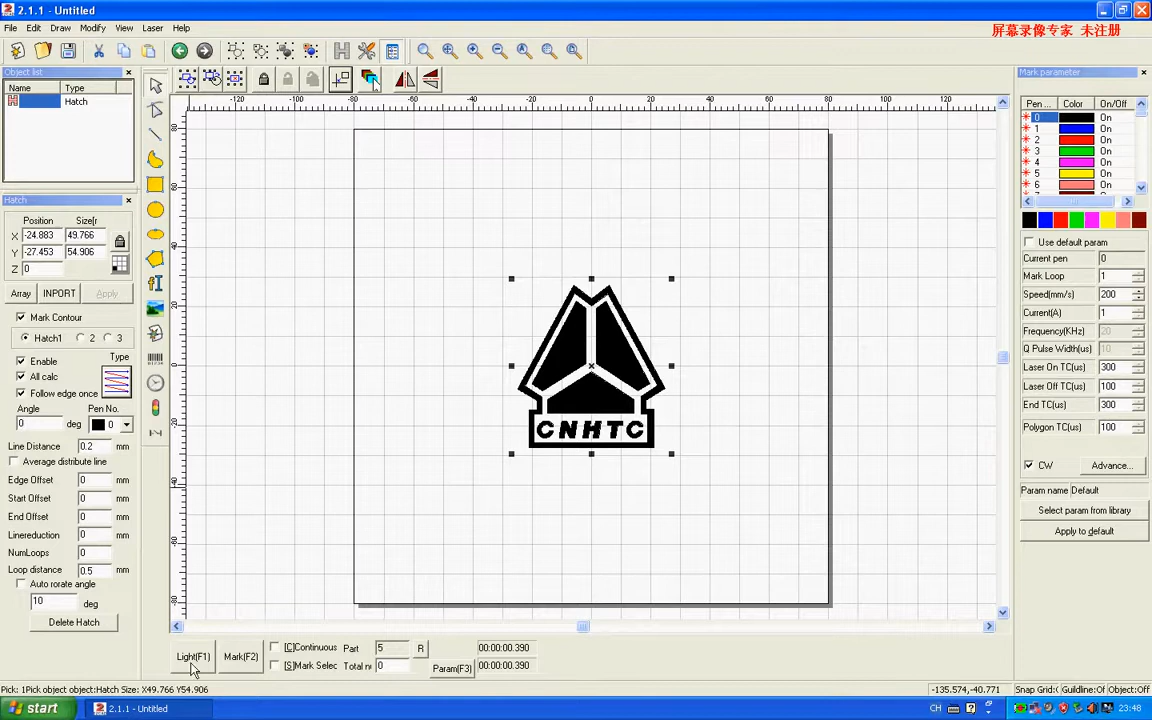 2.1.1 - Untitled
File Edit Draw Modify View Laser Help
屏幕录像专家 未注册
Object list
Name Type
Hatch
Hatch
Position Size[r
X -24.883 49.766
Y -27.453 54.906
Z 0
Array INPORT Apply
Mark Contour
Hatch1 2 3
Enable Type
All calc
Follow edge once
Angle Pen No.
0 deg 0
Line Distance 0.2 mm
Average distribute line
Edge Offset 0 mm
Start Offset 0 mm
End Offset 0 mm
Linereduction 0 mm
NumLoops 0
Loop distance 0.5 mm
Auto rotate angle
10 deg
Delete Hatch
-120 -100 -80 -60 -40 -20 0 20 40 60 80 100 120
CNHTC
Light(F1) Mark(F2) [C]Continuous Part 5 R 00:00:00.390
[S]Mark Selec Total n 0 Param(F3) 00:00:00.390
Mark parameter
Pen ... Color On/Off
0 On
1 On
2 On
3 On
4 On
5 On
6 On
Use default param
Current pen 0
Mark Loop 1
Speed(mm/s) 200
Current(A) 1
Frequency(KHz) 20
Q Pulse Width(us) 10
Laser On TC(us) 300
Laser Off TC(us) 100
End TC(us) 300
Polygon TC(us) 100
CW Advance...
Param name Default
Select param from library
Apply to default
Pick: 1Pick object object:Hatch Size: X49.766 Y54.906 -135.574,-40.771 Snap Grid:( Guildline:Of Object Sn
start 2.1.1 - Untitled CH 23:48